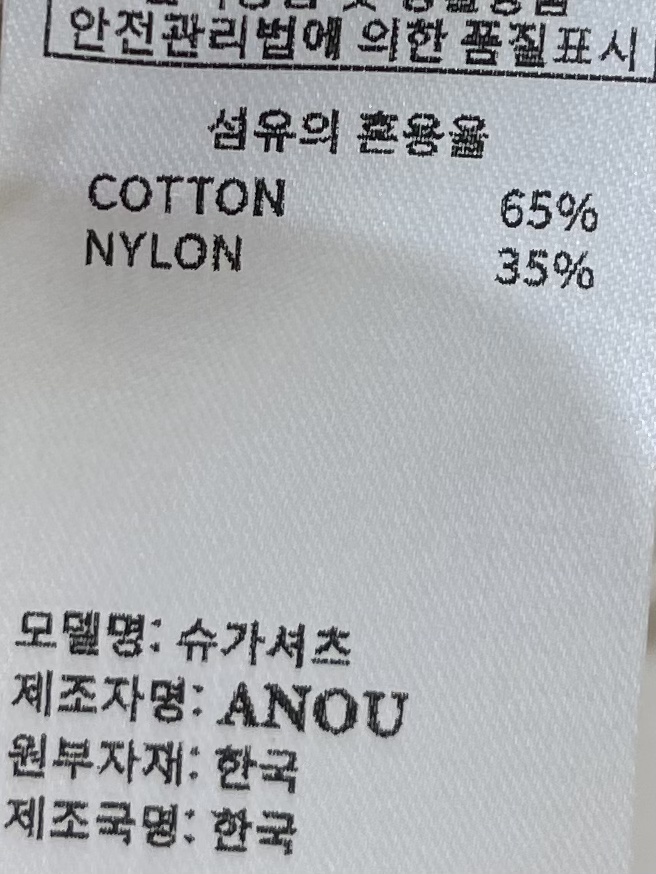 안전관리법에 의한 품질표시
섬유의 혼용율
COTTON 65%
NYLON 35%
모델명: 슈가셔츠
제조자명: ANOU
원부자재: 한국
제조국명: 한국